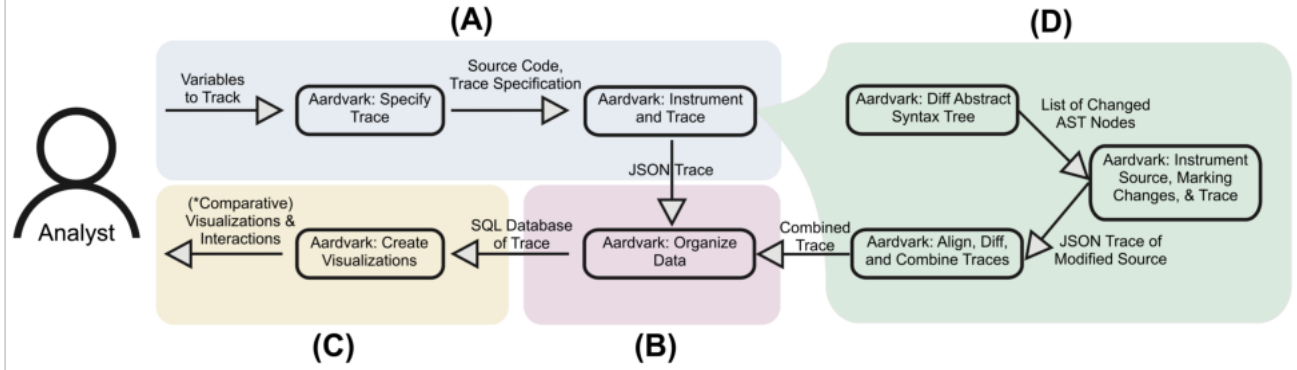 (A)
(D)
Variables
to Track
Aardvark: Specify
Trace
Source Code,
Trace Specification
Aardvark: Instrument
and Trace
Aardvark: Diff Abstract
Syntax Tree
List of Changed
AST Nodes
Aardvark: Instrument
Source, Marking
Changes, & Trace
JSON Trace
Analyst
(*Comparative)
Visualizations &
Interactions
Aardvark: Create
Visualizations
SQL Database
of Trace
Aardvark: Organize
Data
Combined
Trace
Aardvark: Align, Diff,
and Combine Traces
JSON Trace of
Modified Source
(C)
(B)